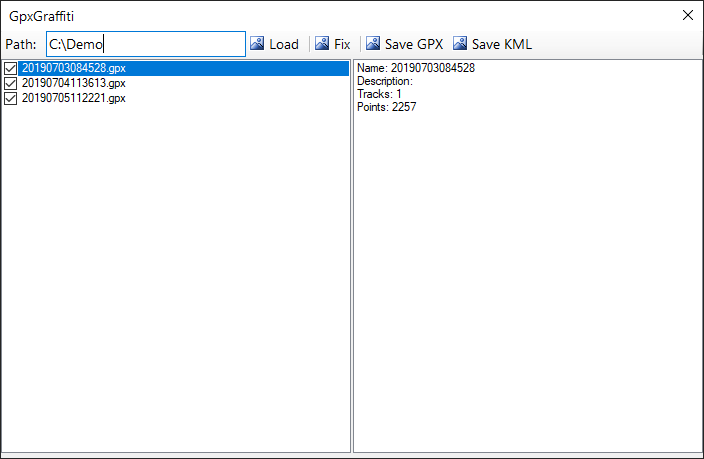 GpxGraffiti
Path: C:\Demo Load Fix Save GPX Save KML
20190703084528.gpx
20190704113613.gpx
20190705112221.gpx
Name: 20190703084528
Description:
Tracks: 1
Points: 2257